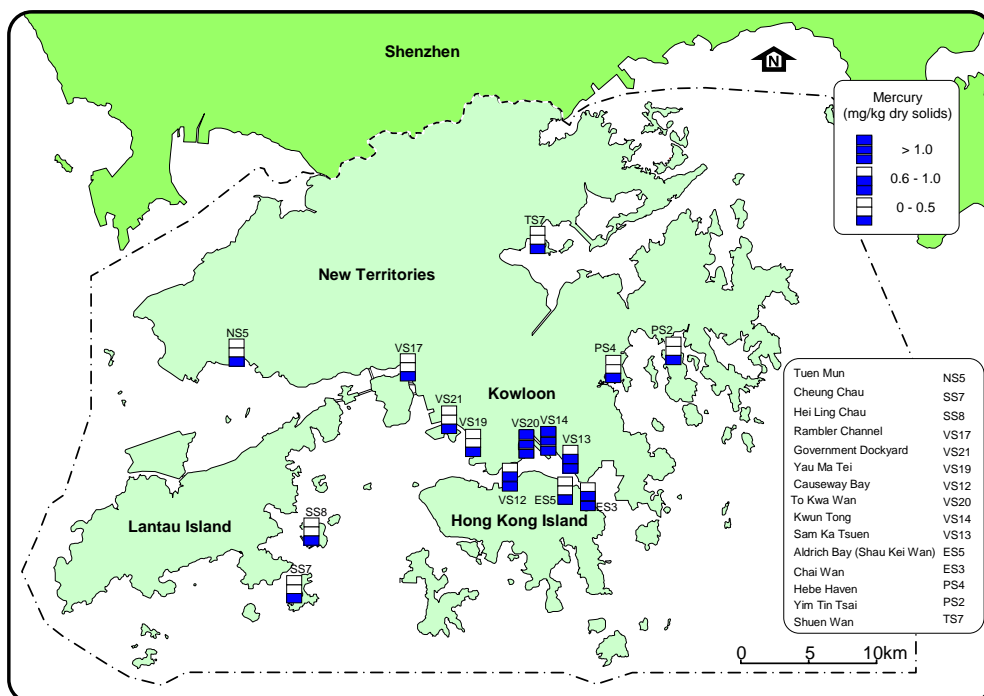 Shenzhen
N
Mercury
(mg/kg dry solids)
> 1.0
0.6 - 1.0
0 - 0.5
TS7
New Territories
NS5
VS17
PS4
PS2
Kowloon
VS21
VS19
VS20
VS14
VS13
VS12
ES5
ES3
Hong Kong Island
Lantau Island
SS8
SS7
Tuen Mun NS5
Cheung Chau SS7
Hei Ling Chau SS8
Rambler Channel VS17
Government Dockyard VS21
Yau Ma Tei VS19
Causeway Bay VS12
To Kwa Wan VS20
Kwun Tong VS14
Sam Ka Tsuen VS13
Aldrich Bay (Shau Kei Wan) ES5
Chai Wan ES3
Hebe Haven PS4
Yim Tin Tsai PS2
Shuen Wan TS7
0 10km